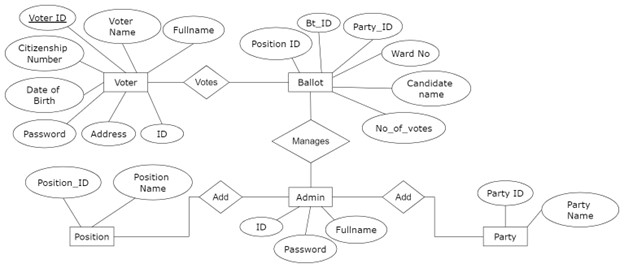 Voter ID
Voter
Name
Fullname
Bt_ID
Party_ID
Position ID
Ward No
Citizenship
Number
Voter
Votes
Ballot
Candidate
name
Date of
Birth
Password
Address
ID
No_of_votes
Manages
Position_ID
Position
Name
Add
Admin
Add
Party ID
Party
Name
ID
Fullname
Password
Position
Party